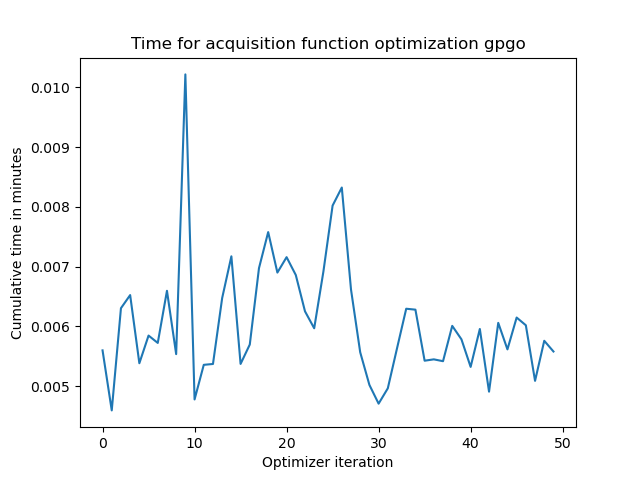 Time for acquisition function optimization gpgo
0.010
0.009
0.008
0.007
0.006
0.005
Cumulative time in minutes
0 10 20 30 40 50
Optimizer iteration